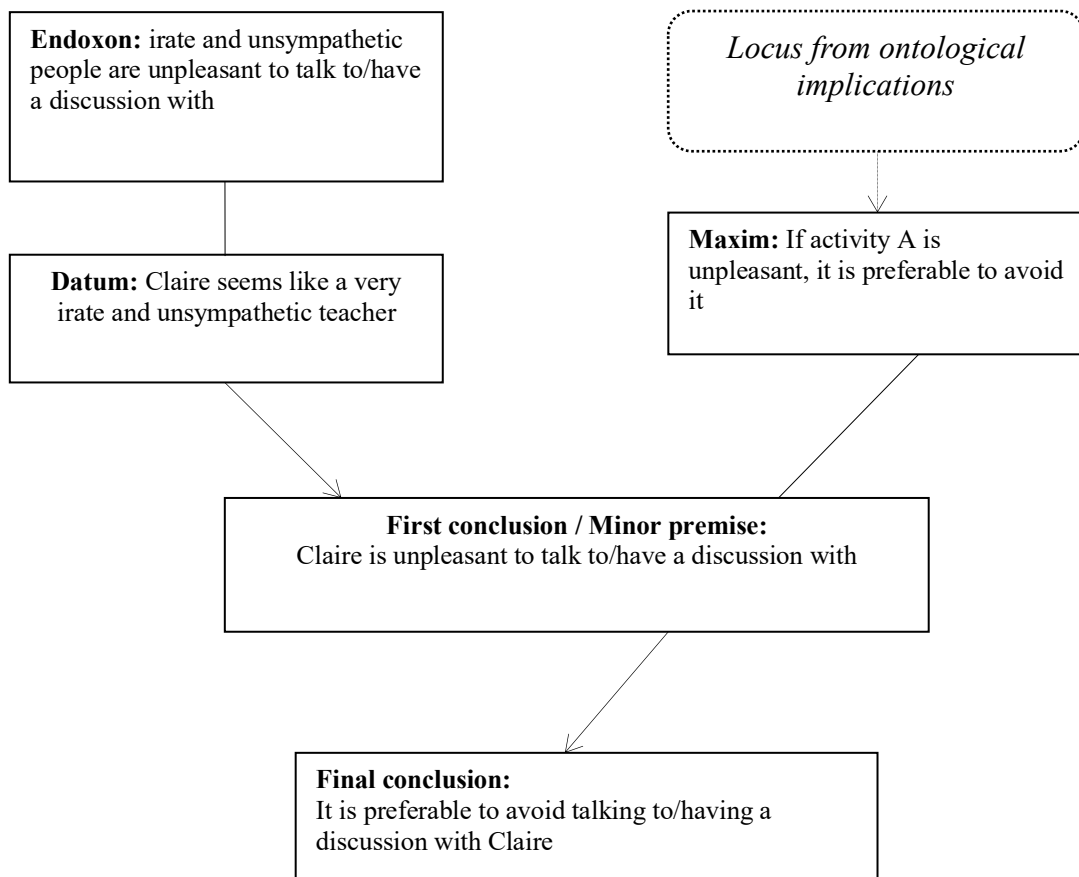 Endoxon: irate and unsympathetic
people are unpleasant to talk to/have
a discussion with
Locus from ontological
implications
Datum: Claire seems like a very
irate and unsympathetic teacher
Maxim: If activity A is
unpleasant, it is preferable to avoid
it
First conclusion / Minor premise:
Claire is unpleasant to talk to/have a discussion with
Final conclusion:
It is preferable to avoid talking to/having a
discussion with Claire